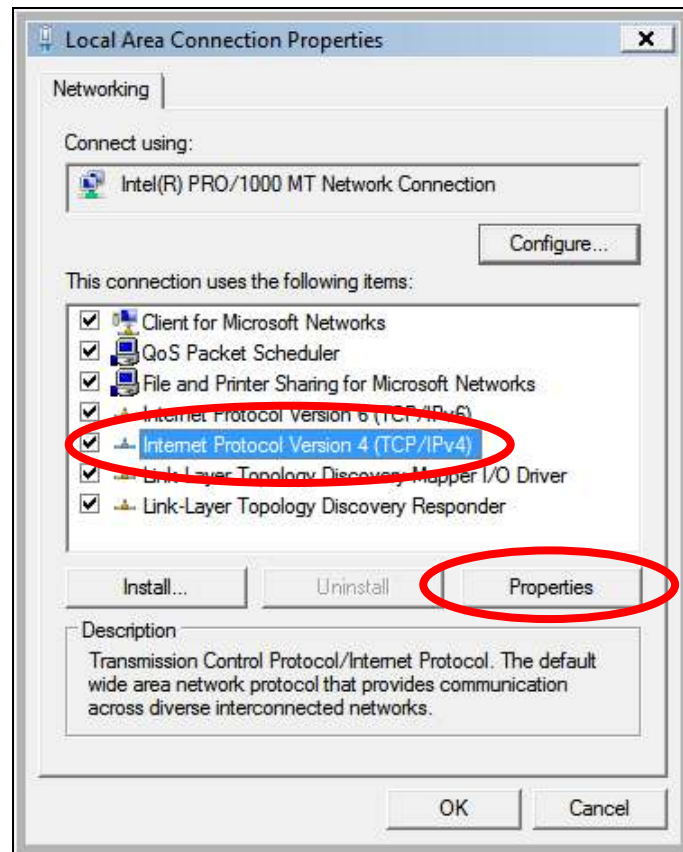 Local Area Connection Properties
Networking
Connect using:
Intel(R) PRO/1000 MT Network Connection
Configure...
This connection uses the following items:
Client for Microsoft Networks
QoS Packet Scheduler
File and Printer Sharing for Microsoft Networks
Internet Protocol Version 6 (TCP/IPv6)
Internet Protocol Version 4 (TCP/IPv4)
Link-Layer Topology Discovery Mapper I/O Driver
Link-Layer Topology Discovery Responder
Install... Uninstall Properties
Description
Transmission Control Protocol/Internet Protocol. The default
wide area network protocol that provides communication
across diverse interconnected networks.
OK Cancel